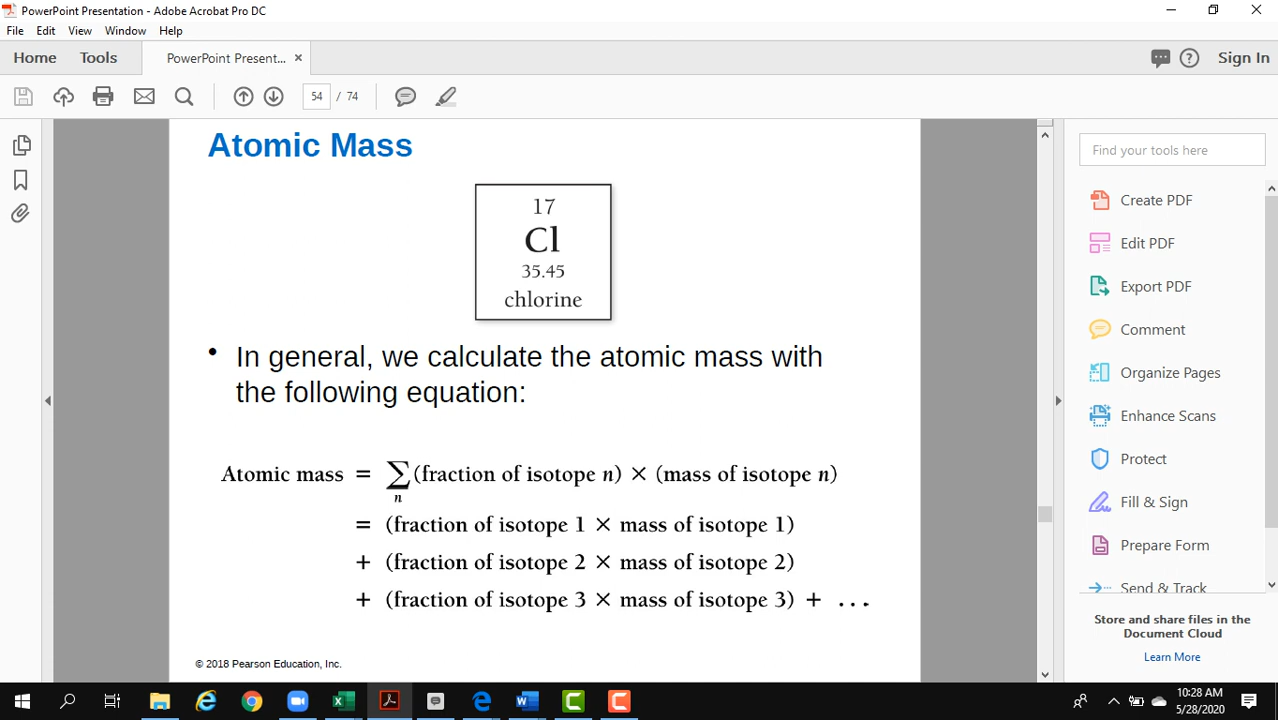 PowerPoint Presentation - Adobe Acrobat Pro DC
File Edit View Window Help
Home Tools PowerPoint Present... × Sign In
54 / 74
Atomic Mass
17
Cl
35.45
chlorine
• In general, we calculate the atomic mass with
the following equation:
Atomic mass = ∑ (fraction of isotope n) × (mass of isotope n)
n
= (fraction of isotope 1 × mass of isotope 1)
+ (fraction of isotope 2 × mass of isotope 2)
+ (fraction of isotope 3 × mass of isotope 3) + ...
© 2018 Pearson Education, Inc.
Find your tools here
Create PDF
Edit PDF
Export PDF
Comment
Organize Pages
Enhance Scans
Protect
Fill & Sign
Prepare Form
Send & Track
Store and share files in the
Document Cloud
Learn More
10:28 AM
5/28/2020